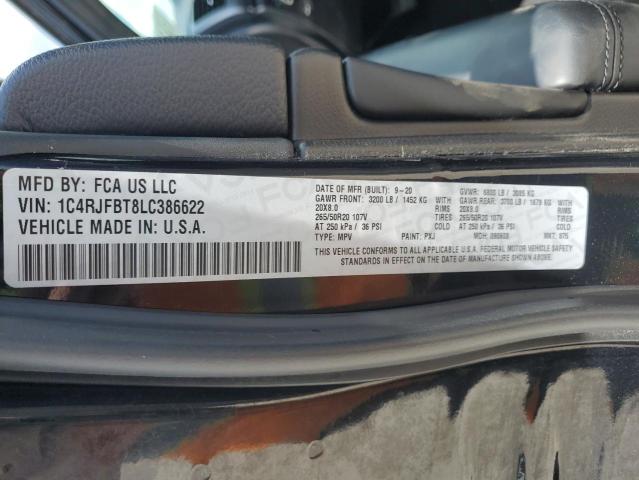 MFD BY: FCA US LLC
VIN: 1C4RJFBT8LC386622
VEHICLE MADE IN: U.S.A.
DATE OF MFR (BUILT): 9-20 GVWR: 6800 LB / 3085 KG
GAWR FRONT: 3200 LB / 1452 KG GAWR REAR: 3700 LB / 1678 KG
20X8.0 RIMS 20X8.0 RIMS
265/50R20 107V TIRES 265/50R20 107V TIRES
AT 250 kPa / 36 PSI COLD AT 250 kPa / 36 PSI COLD
TYPE: MPV PAINT: PXJ MDH: MKT:
THIS VEHICLE CONFORMS TO ALL APPLICABLE U.S.A. FEDERAL MOTOR VEHICLE SAFETY
STANDARDS IN EFFECT ON THE DATE OF MANUFACTURE SHOWN ABOVE.